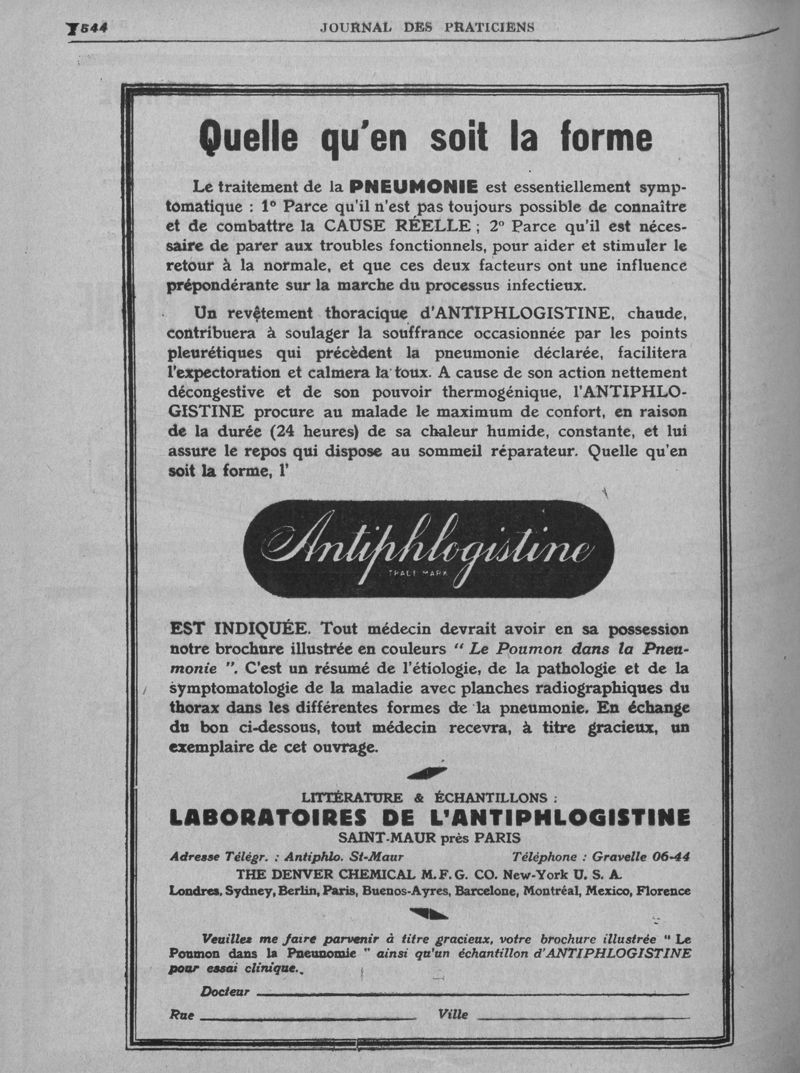 1544
JOURNAL DES PRATICIENS
Quelle qu'en soit la forme
Le traitement de la PNEUMONIE est essentiellement symp-
tomatique : 1° Parce qu'il n'est pas toujours possible de connaître
et de combattre la CAUSE RÉELLE ; 2° Parce qu'il est néces-
saire de parer aux troubles fonctionnels, pour aider et stimuler le
retour à la normale, et que ces deux facteurs ont une influence
prépondérante sur la marche du processus infectieux.
Un revêtement thoracique d'ANTIPHLOGISTINE, chaude,
contribuera à soulager la souffrance occasionnée par les points
pleurétiques qui précèdent la pneumonie déclarée, facilitera
l'expectoration et calmera la toux. A cause de son action nettement
décongestive et de son pouvoir thermogénique, l'ANTIPHLO-
GISTINE procure au malade le maximum de confort, en raison
de la durée (24 heures) de sa chaleur humide, constante, et lui
assure le repos qui dispose au sommeil réparateur. Quelle qu'en
soit la forme, l'
Antiphlogistine
TRADE MARK
EST INDIQUÉE. Tout médecin devrait avoir en sa possession
notre brochure illustrée en couleurs " Le Poumon dans la Pneu-
monie ". C'est un résumé de l'étiologie, de la pathologie et de la
symptomatologie de la maladie avec planches radiographiques du
thorax dans les différentes formes de la pneumonie. En échange
du bon ci-dessous, tout médecin recevra, à titre gracieux, un
exemplaire de cet ouvrage.
LITTÉRATURE & ÉCHANTILLONS :
LABORATOIRES DE L'ANTIPHLOGISTINE
SAINT-MAUR près PARIS
Adresse Télégr. : Antiphlo. St-Maur Téléphone : Gravelle 06-44
THE DENVER CHEMICAL M.F.G. CO. New-York U. S. A.
Londres, Sydney, Berlin, Paris, Buenos-Ayres, Barcelone, Montréal, Mexico, Florence
Veuillez me faire parvenir à titre gracieux, votre brochure illustrée " Le
Poumon dans la Pneunomie " ainsi qu'un échantillon d'ANTIPHLOGISTINE
pour essai clinique.
Docteur
Rue Ville